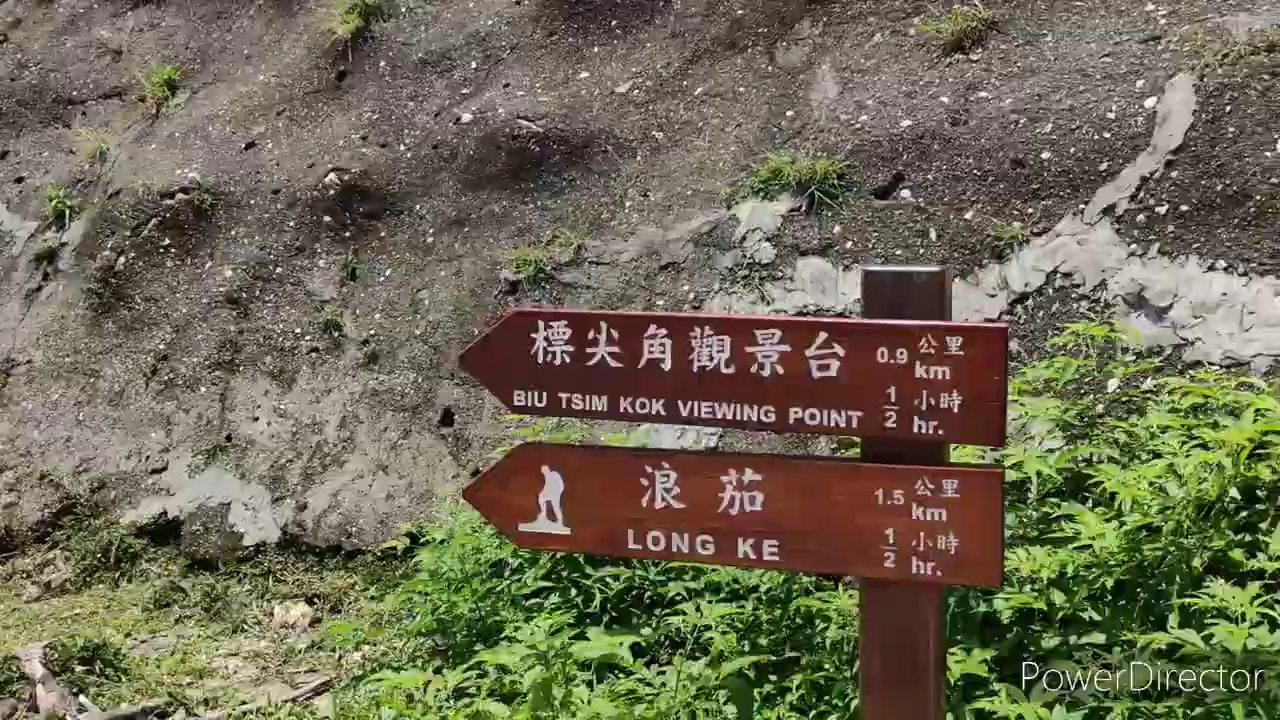 標尖角觀景台 0.9 公里 km
BIU TSIM KOK VIEWING POINT 1/2 小時 hr.
浪茄 1.5 公里 km
LONG KE 1/2 小時 hr.
PowerDirector